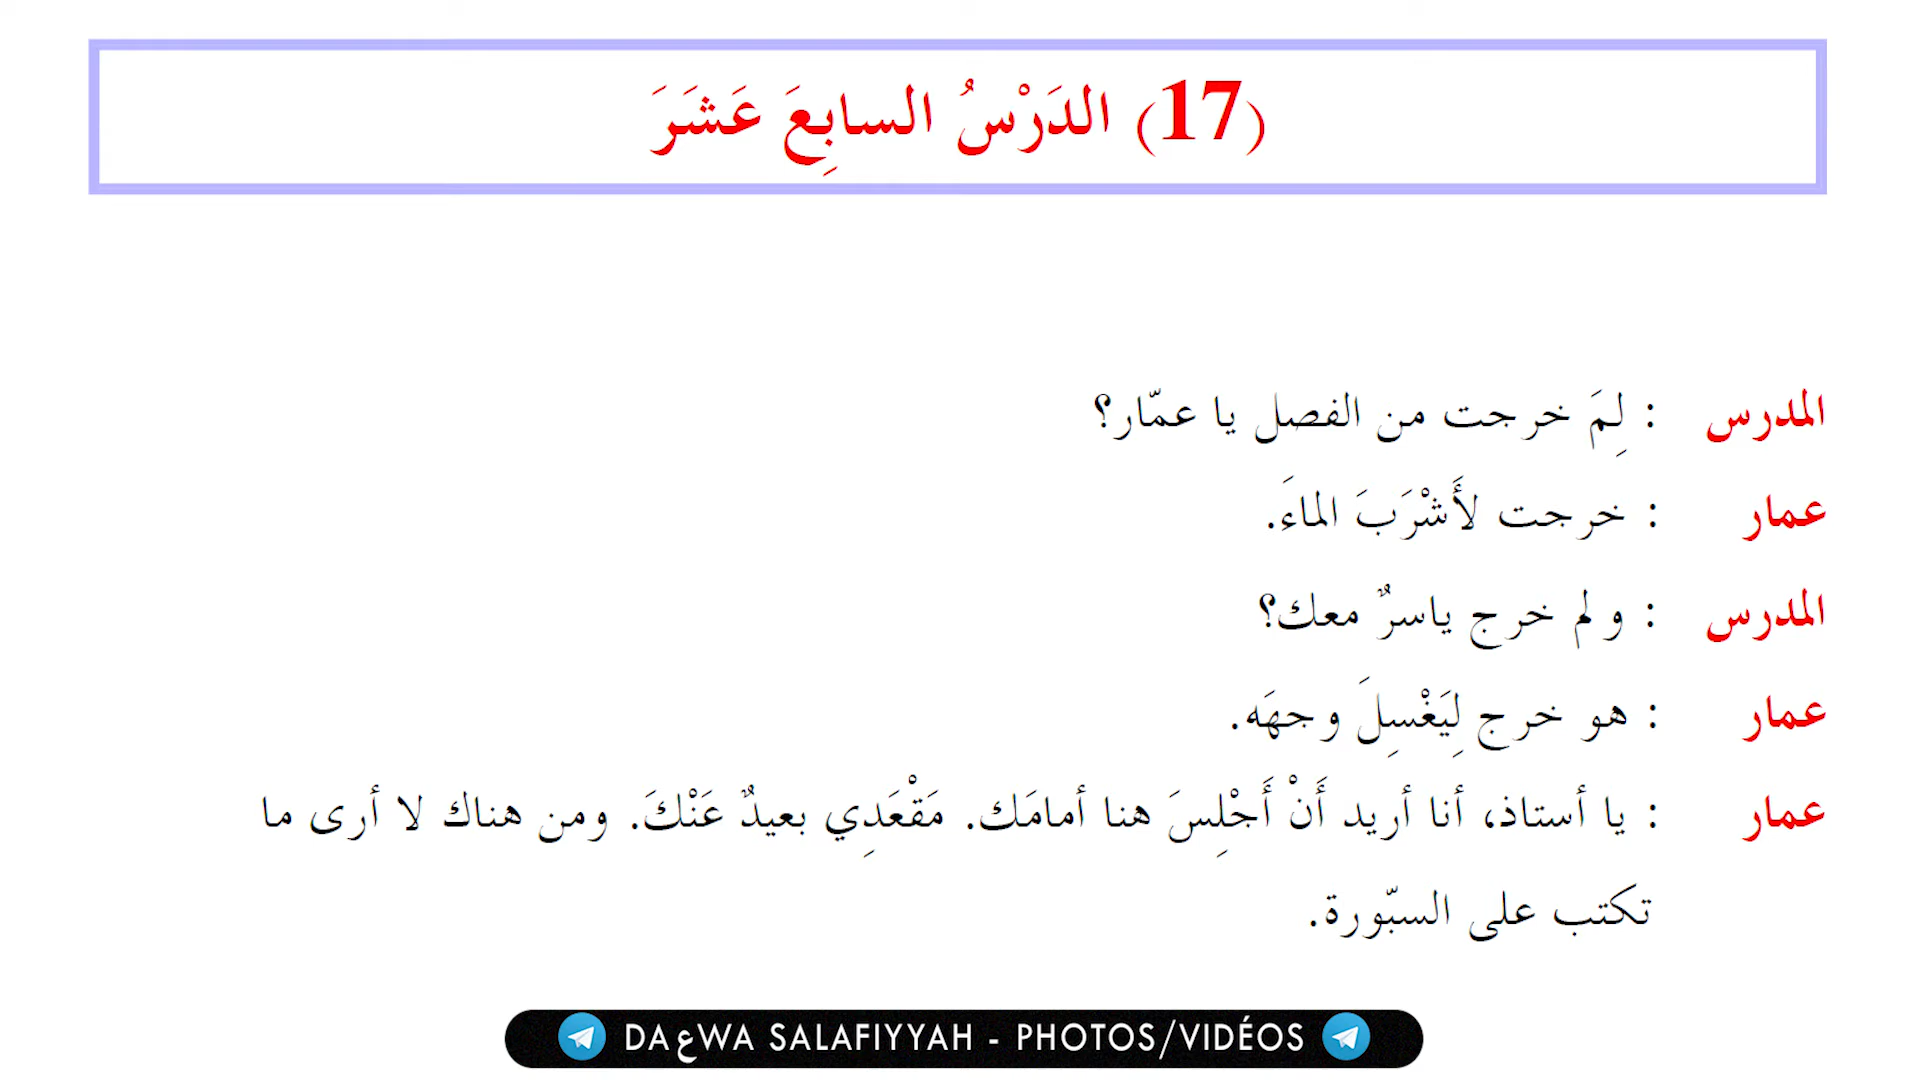 (17) الدَرْسُ السابِعَ عَشَرَ
المدرس : لِمَ خرجت من الفصل يا عمّار؟
عمار : خرجت لأَشْرَبَ الماءَ.
المدرس : و لم خرج ياسرٌ معك؟
عمار : هو خرج لِيَغْسِلَ وجهَه.
عمار : يا أستاذ، أنا أريد أَنْ أَجْلِسَ هنا أمامَك. مَقْعَدِي بعيدٌ عَنْكَ. ومن هناك لا أرى ما
تكتب على السبّورة.
DAعWA SALAFIYYAH - PHOTOS/VIDÉOS